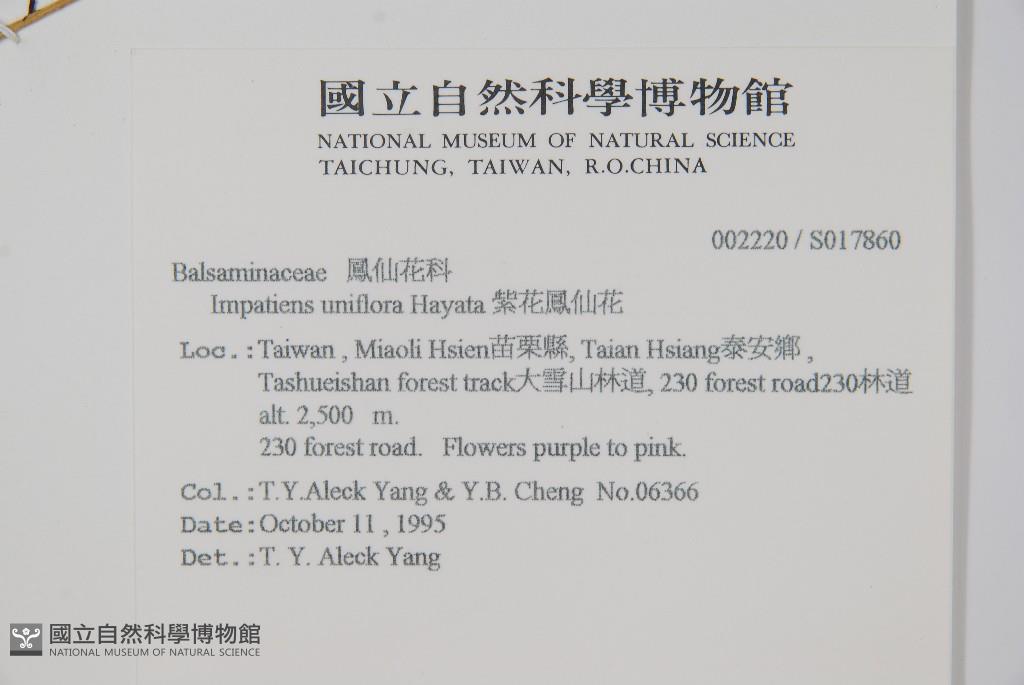 國立自然科學博物館
NATIONAL MUSEUM OF NATURAL SCIENCE
TAICHUNG, TAIWAN, R.O.CHINA
002220 / S017860
Balsaminaceae 鳳仙花科
Impatiens uniflora Hayata 紫花鳳仙花
Loc.:Taiwan , Miaoli Hsien苗栗縣, Taian Hsiang泰安鄉 ,
Tashueishan forest track大雪山林道, 230 forest road230林道
alt. 2,500 m.
230 forest road. Flowers purple to pink.
Col.:T.Y.Aleck Yang & Y.B. Cheng No.06366
Date:October 11 , 1995
Det.:T. Y. Aleck Yang
國立自然科學博物館
NATIONAL MUSEUM OF NATURAL SCIENCE